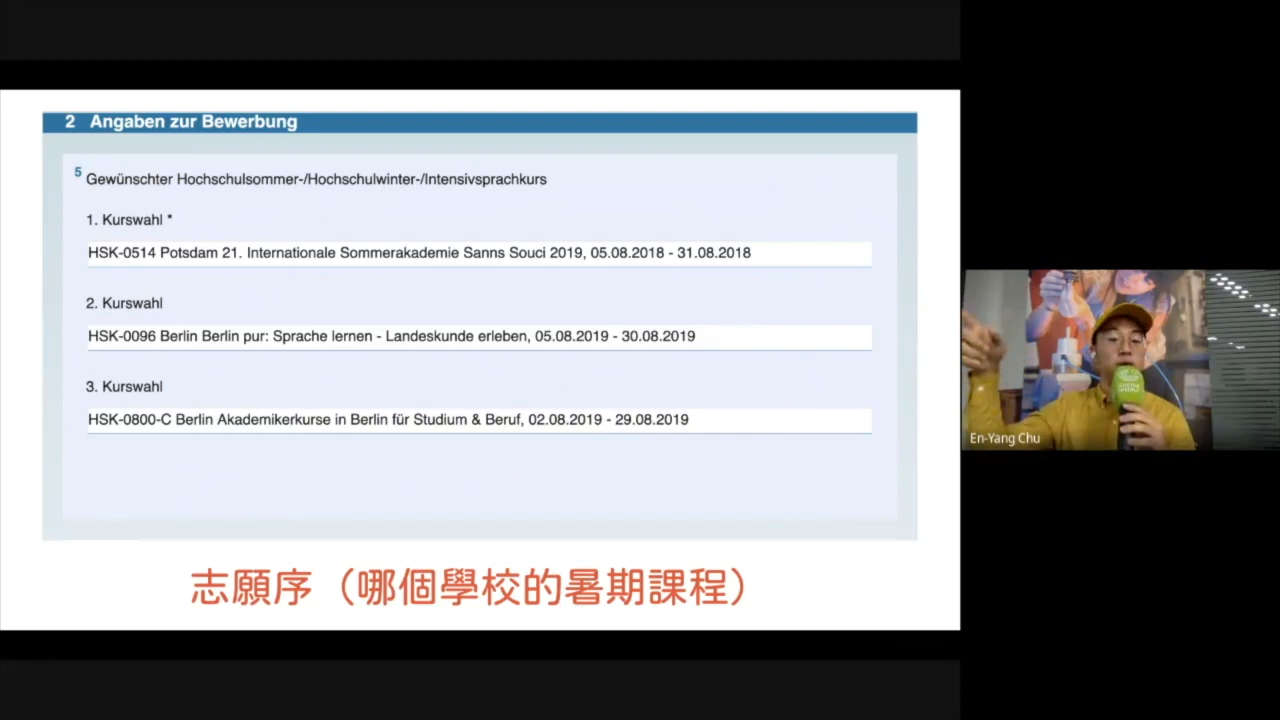 2 Angaben zur Bewerbung
5 Gewünschter Hochschulsommer-/Hochschulwinter-/Intensivsprachkurs
1. Kurswahl *
HSK-0514 Potsdam 21. Internationale Sommerakademie Sanns Souci 2019, 05.08.2018 - 31.08.2018
2. Kurswahl
HSK-0096 Berlin Berlin pur: Sprache lernen - Landeskunde erleben, 05.08.2019 - 30.08.2019
3. Kurswahl
HSK-0800-C Berlin Akademikerkurse in Berlin für Studium & Beruf, 02.08.2019 - 29.08.2019
志願序（哪個學校的暑期課程）
En-Yang Chu